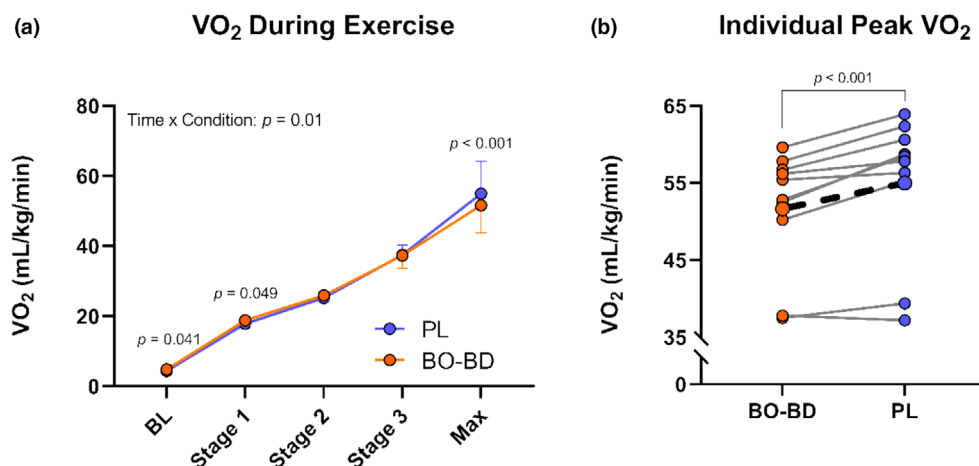 (a)
VO₂ During Exercise
VO₂ (mL/kg/min)
80
60
40
20
0
Time x Condition: p = 0.01
p < 0.001
p = 0.049
p = 0.041
PL
BO-BD
BL
Stage 1
Stage 2
Stage 3
Max
(b)
Individual Peak VO₂
p < 0.001
VO₂ (mL/kg/min)
65
55
45
35
0
BO-BD
PL